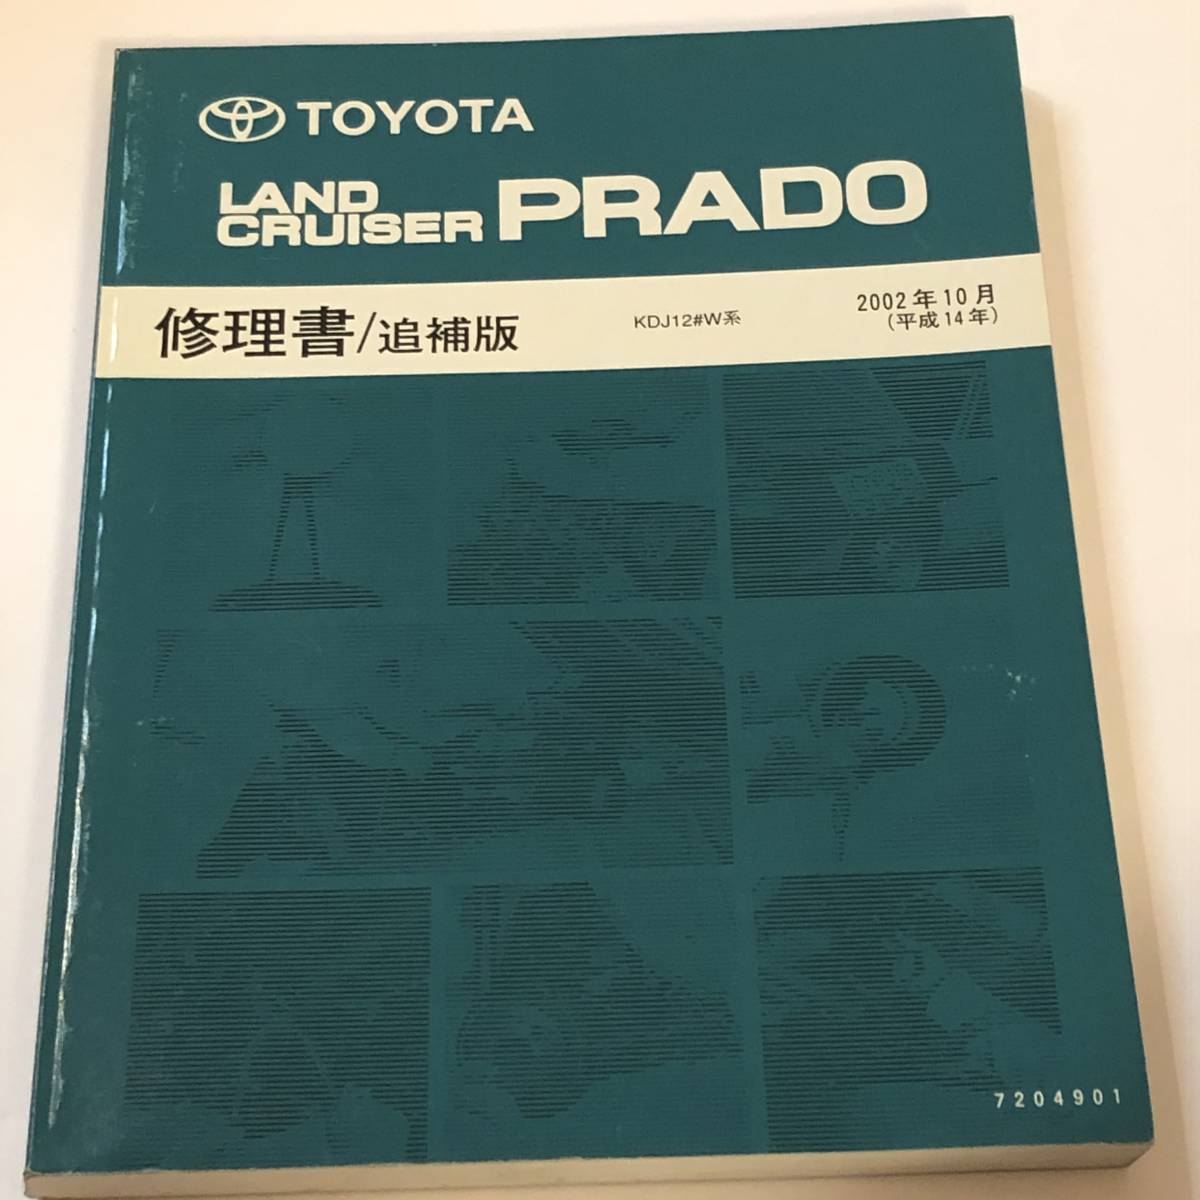 TOYOTA
LAND
CRUISER PRADO
修理書/追補版
KDJ12#W系
2002年10月
(平成14年)
7204901